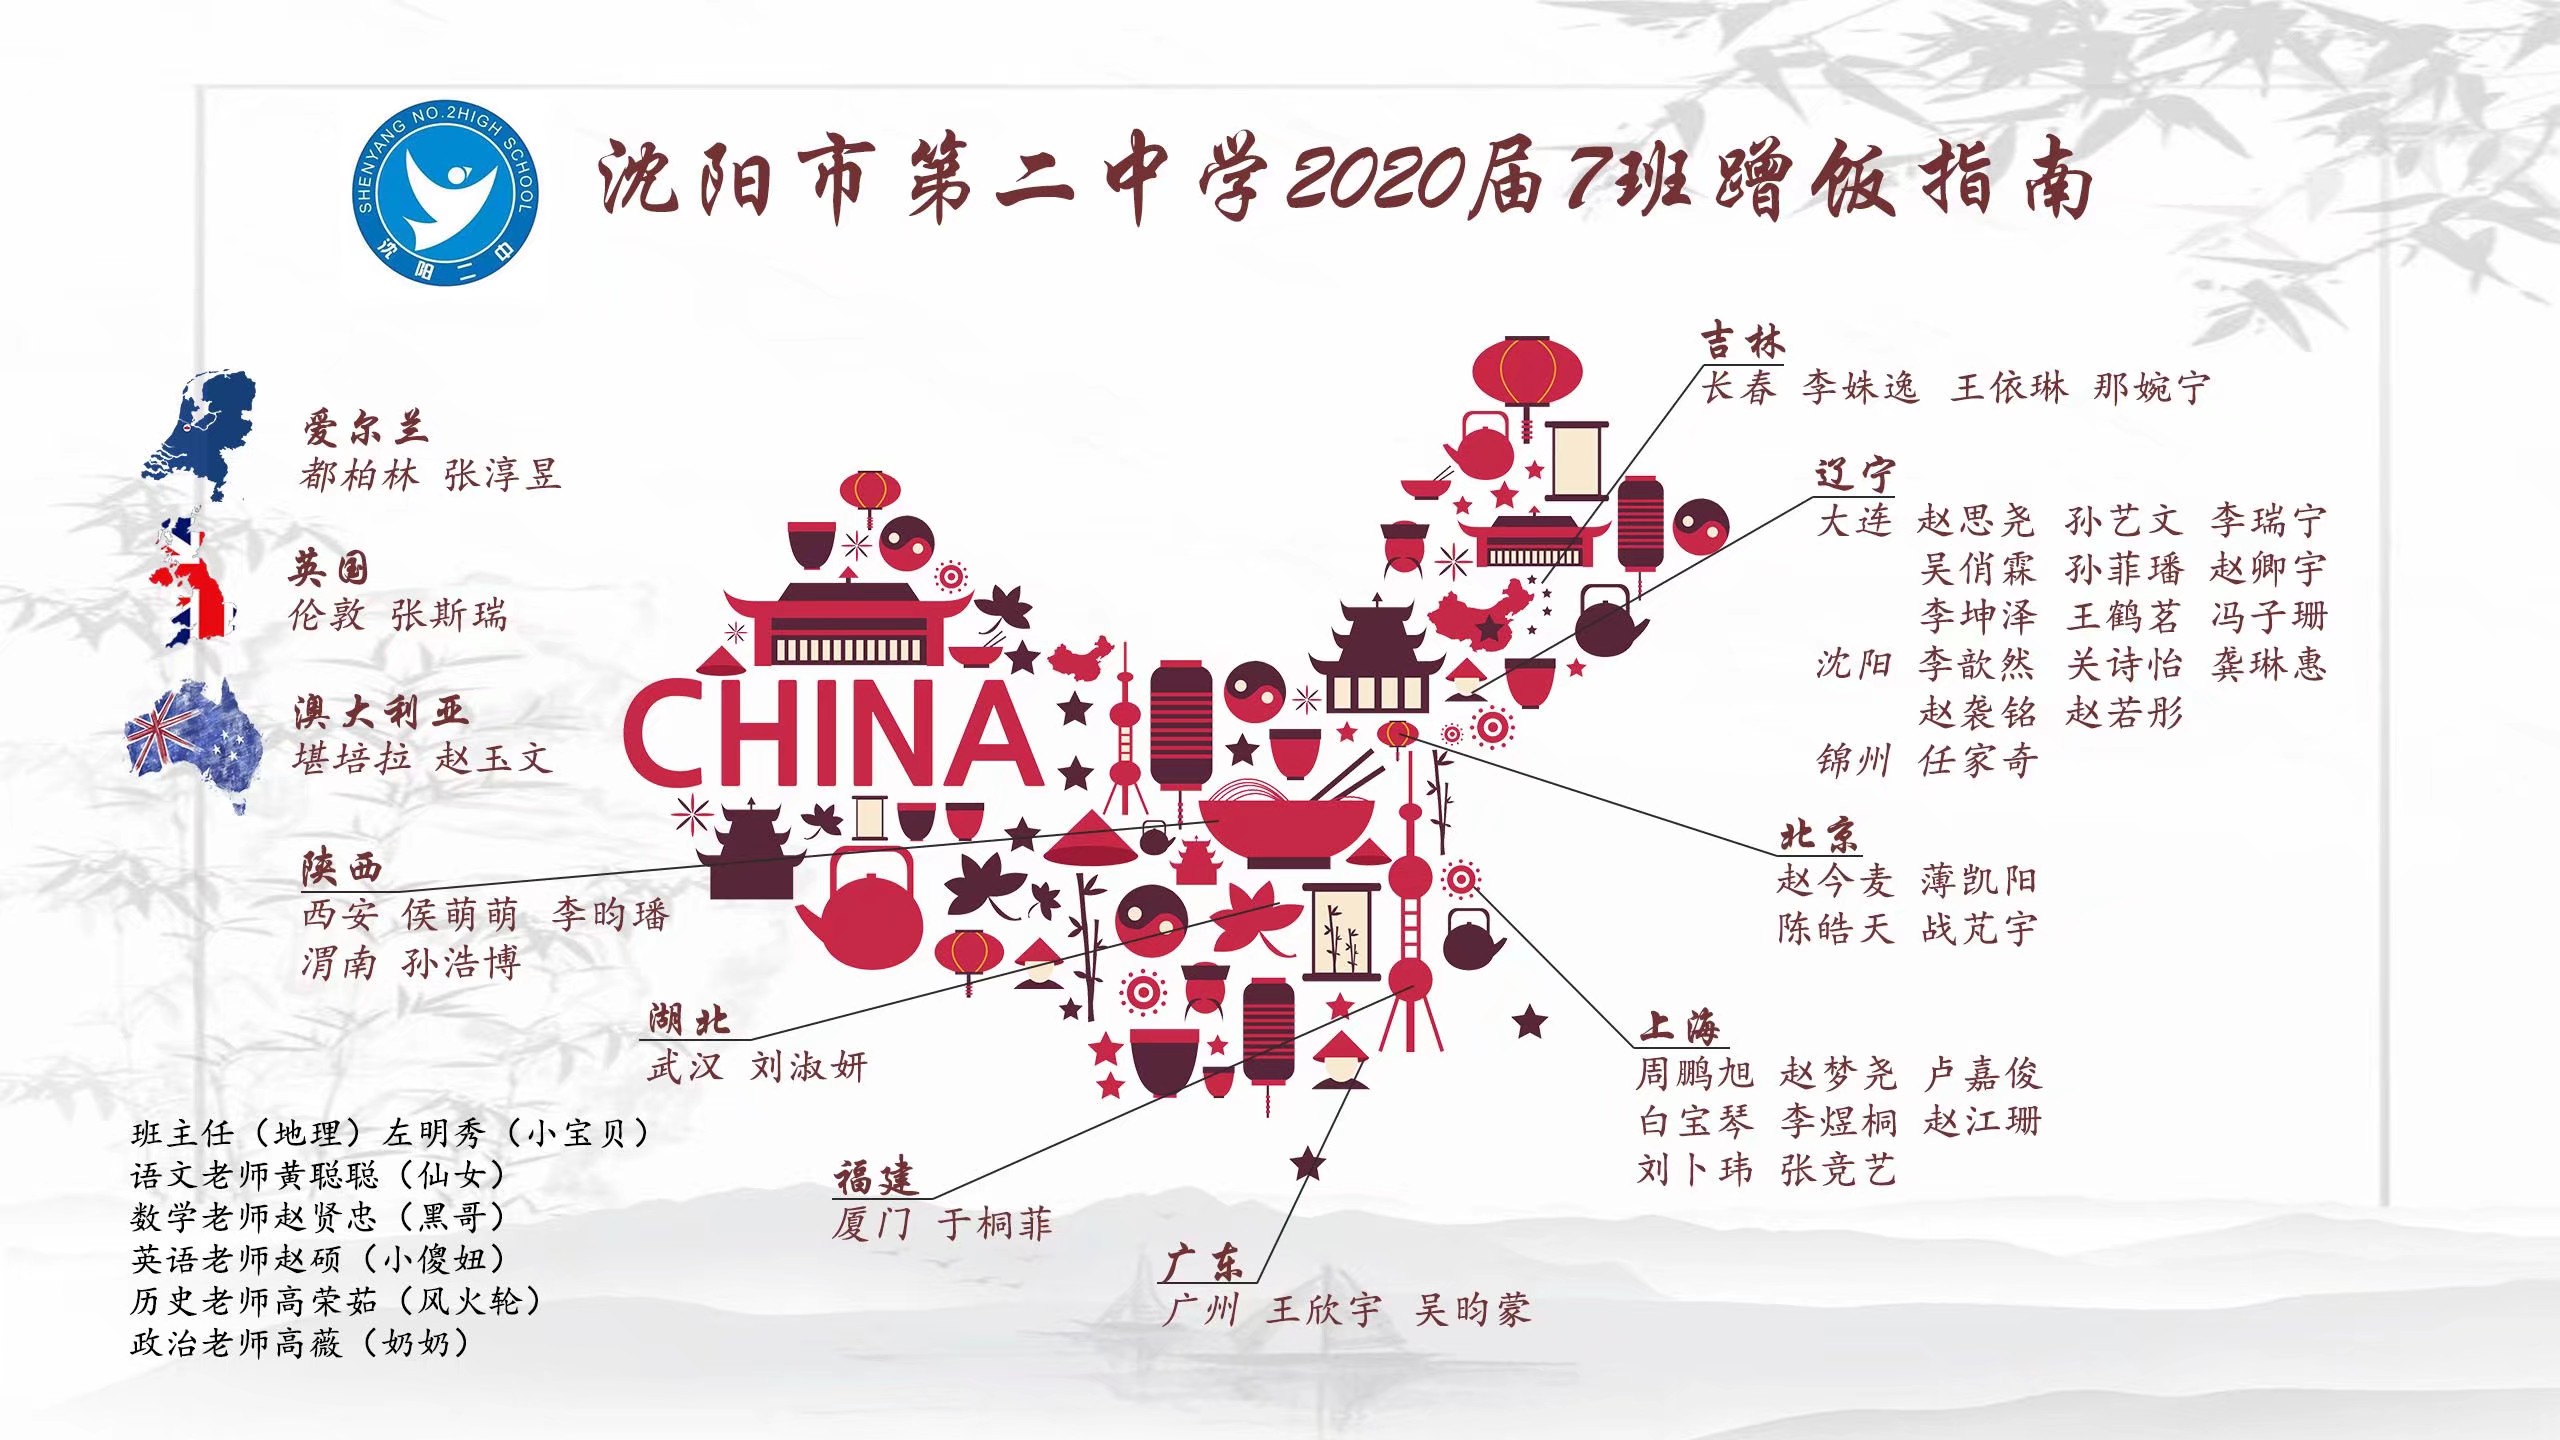 SHENYANG NO.2HIGH SCHOOL
沈阳二中
沈阳市第二中学2020届7班蹭饭指南
爱尔兰
都柏林 张淳昱
英国
伦敦 张斯瑞
澳大利亚
堪培拉 赵玉文
CHINA
吉林
长春 李姝逸 王依琳 那婉宁
辽宁
大连 赵思尧 孙艺文 李瑞宁
吴俏霖 孙菲璠 赵卿宇
李坤泽 王鹤茗 冯子珊
沈阳 李歆然 关诗怡 龚琳惠
赵袭铭 赵若彤
锦州 任家奇
北京
赵今麦 薄凯阳
陈皓天 战芃宇
上海
周鹏旭 赵梦尧 卢嘉俊
白宝琴 李煜桐 赵江珊
刘卜玮 张竞艺
陕西
西安 侯萌萌 李昀璠
渭南 孙浩博
湖北
武汉 刘淑妍
福建
厦门 于桐菲
广东
广州 王欣宇 吴昀蒙
班主任（地理）左明秀（小宝贝）
语文老师黄聪聪（仙女）
数学老师赵贤忠（黑哥）
英语老师赵硕（小傻妞）
历史老师高荣茹（风火轮）
政治老师高薇（奶奶）